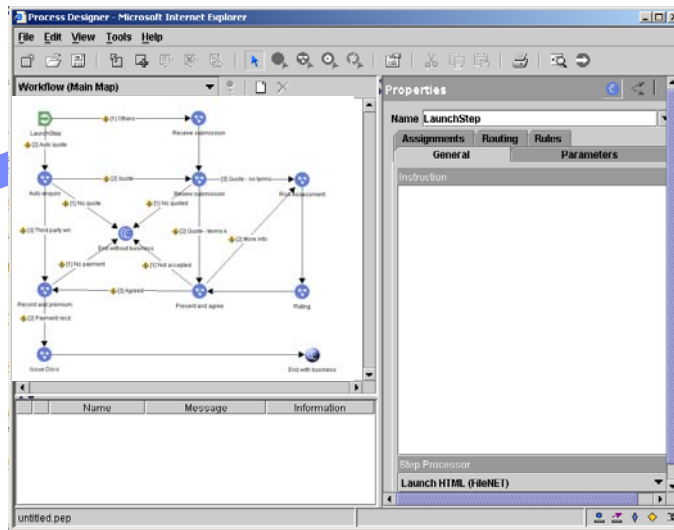 Process Designer - Microsoft Internet Explorer
File Edit View Tools Help
Workflow (Main Map)
Properties
Name LaunchStep
Assignments Routing Rules
General Parameters
Instruction
LaunchStep
[1] Others
Receive submission
[2] Auto quote
Auto enquiry
[2] Quote
Review submission
[3] Quote - no terms
Risk Assessment
[1] No quote
[1] No quoted
[3] Third party wc
[2] Quote - terms k
[2] More info
End without business
[1] No payment
[1] Not accepted
Record and premium
[3] Agreed
Present and agree
Rating
[2] Payment recd.
Issue Docs
End with business
Name Message Information
Step Processor
Launch HTML (FileNET)
untitled.pep